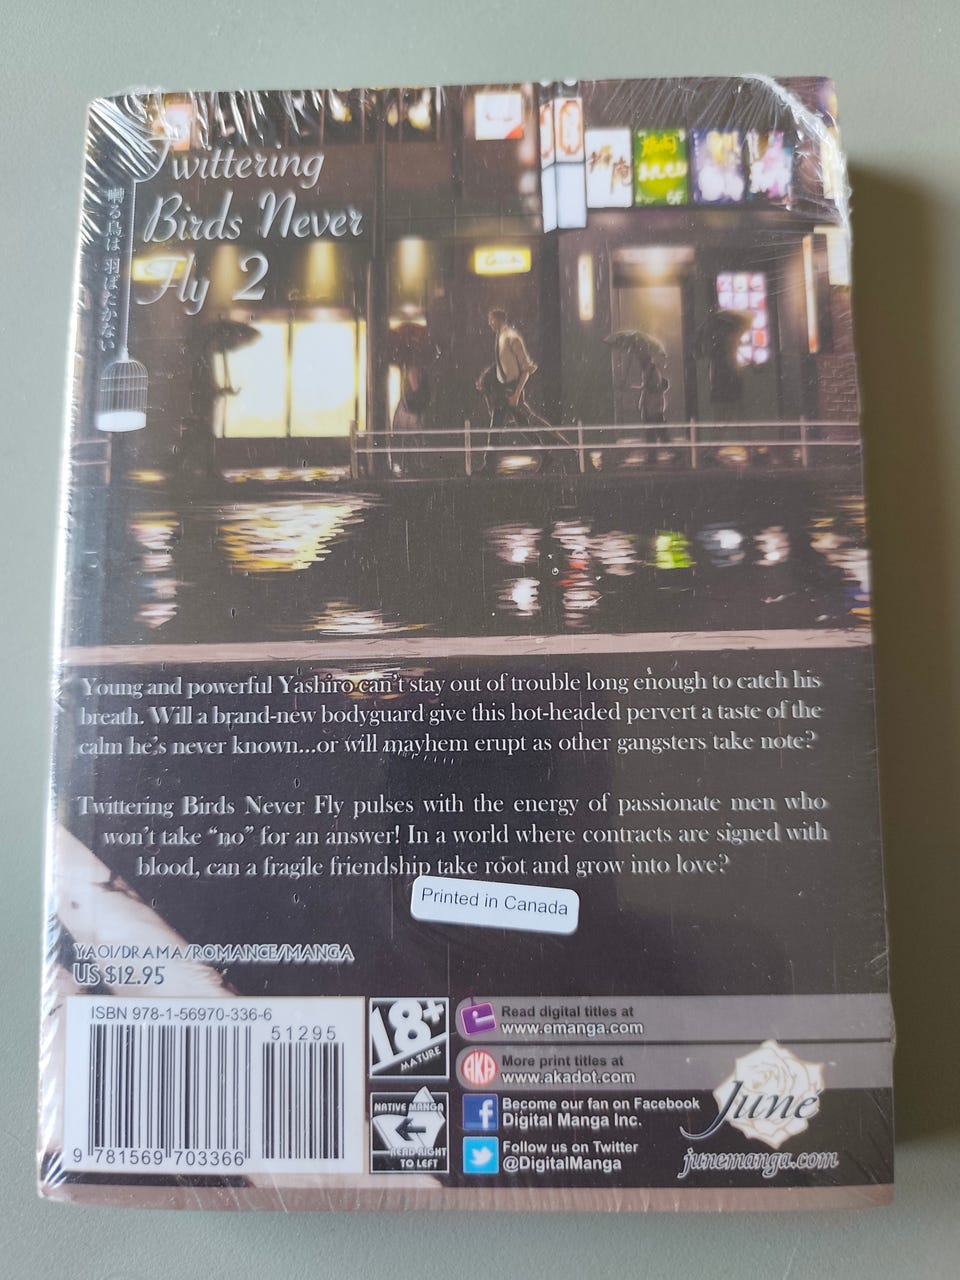 Twittering
Birds Never
Fly 2
囀る鳥は 羽ばたかない
Young and powerful Yashiro can't stay out of trouble long enough to catch his
breath. Will a brand-new bodyguard give this hot-headed pervert a taste of the
calm he's never known...or will mayhem erupt as other gangsters take note?
Twittering Birds Never Fly pulses with the energy of passionate men who
won't take "no" for an answer! In a world where contracts are signed with
blood, can a fragile friendship take root and grow into love?
Printed in Canada
YAOI/DRAMA/ROMANCE/MANGA
US $12.95
ISBN 978-1-56970-336-6
51295
9 781569 703366
18+
MATURE
NATIVE MANGA
READ RIGHT
TO LEFT
Read digital titles at
www.emanga.com
AKA
More print titles at
www.akadot.com
Become our fan on Facebook
Digital Manga Inc.
Follow us on Twitter
@DigitalManga
June
junemanga.com